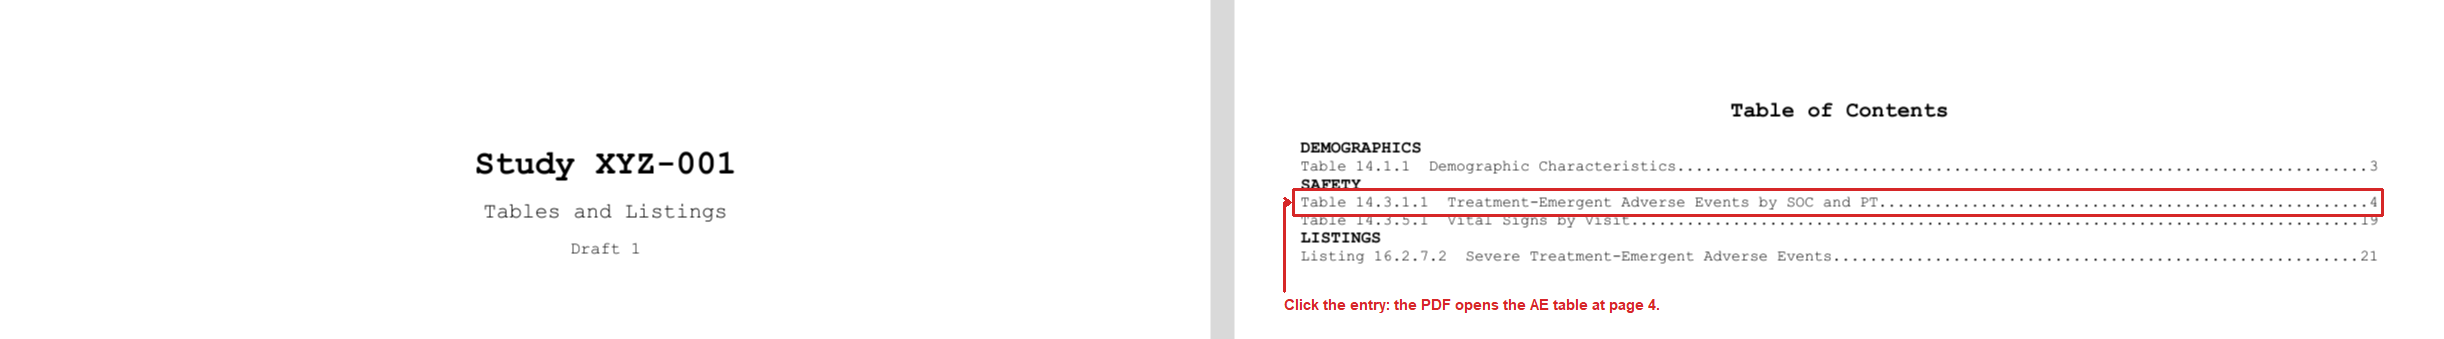 Study XYZ-001
Tables and Listings
Draft 1
Table of Contents
DEMOGRAPHICS
Table 14.1.1  Demographic Characteristics...........................................................................3
SAFETY
Table 14.3.1.1  Treatment-Emergent Adverse Events by SOC and PT.....................................................4
Table 14.3.5.1  Vital Signs by Visit...............................................................................19
LISTINGS
Listing 16.2.7.2  Severe Treatment-Emergent Adverse Events.........................................................21
Click the entry: the PDF opens the AE table at page 4.